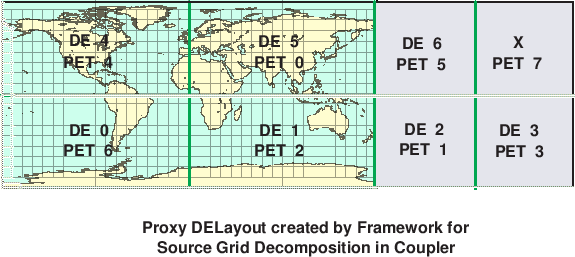 DE 4
PET 4
DE 5
PET 0
DE 6
PET 5
X
PET 7
DE 0
PET 6
DE 1
PET 2
DE 2
PET 1
DE 3
PET 3
Proxy DELayout created by Framework for
Source Grid Decomposition in Coupler